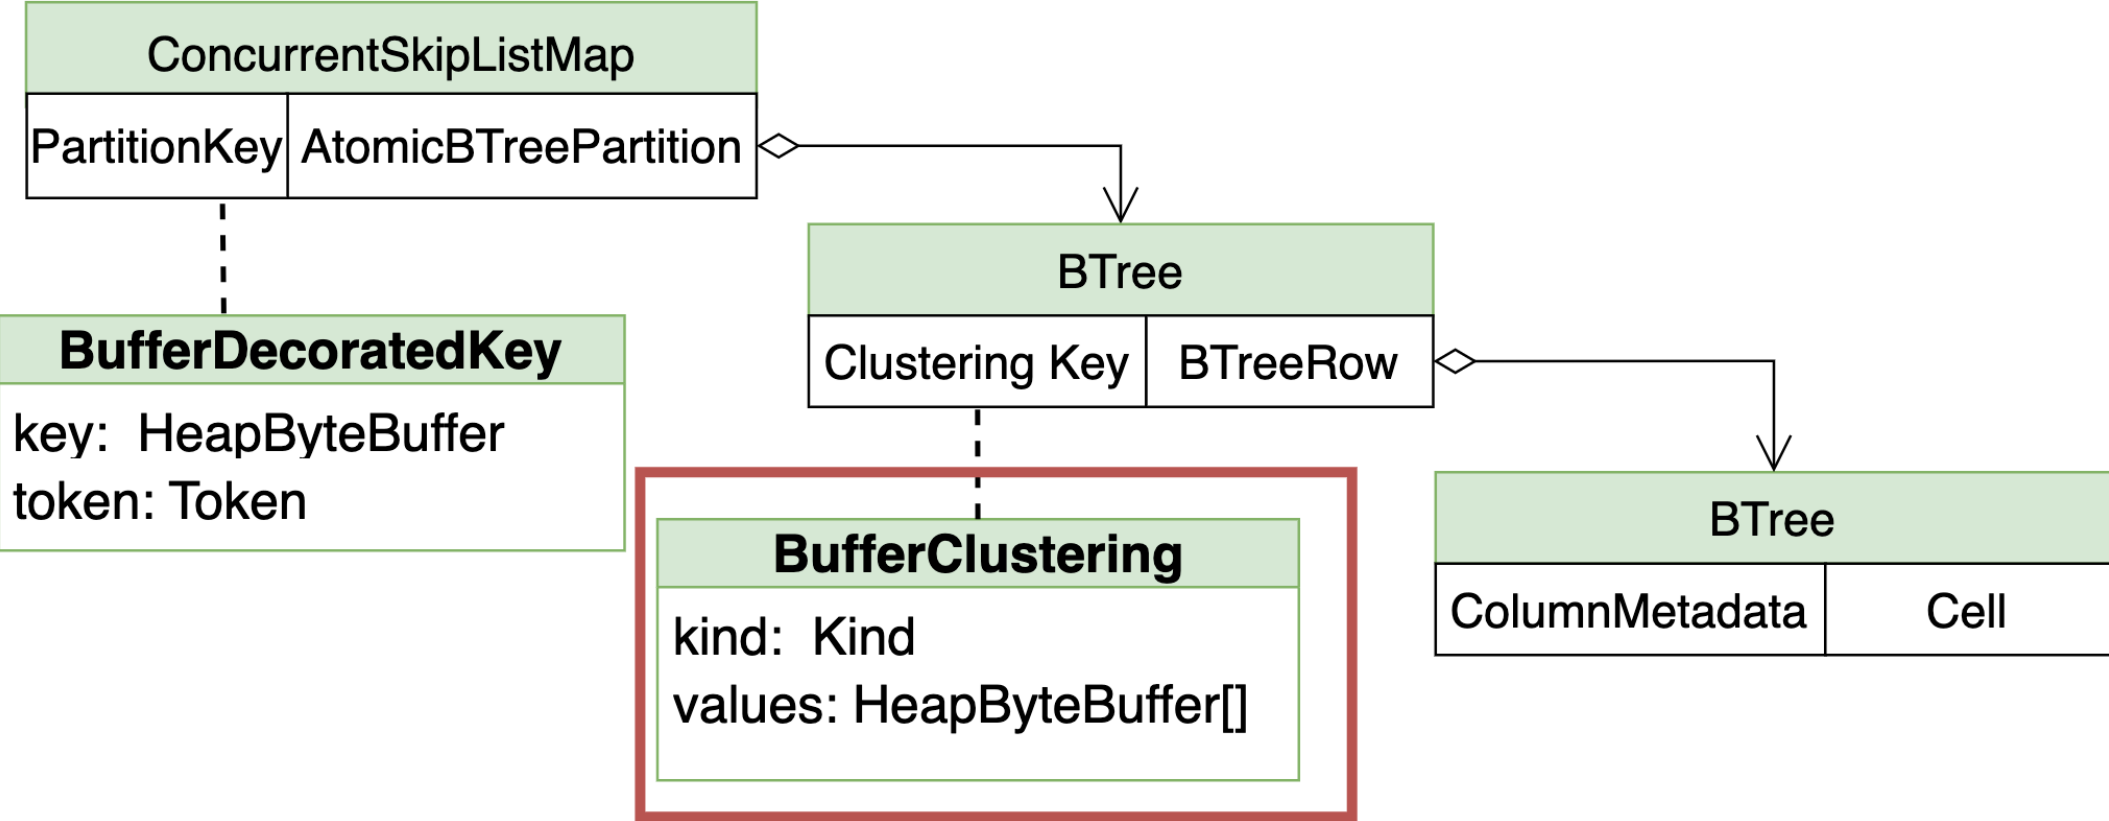 ConcurrentSkipListMap
PartitionKey AtomicBTreePartition
BTree
Clustering Key BTreeRow
BufferDecoratedKey
key: HeapByteBuffer
token: Token
BufferClustering
kind: Kind
values: HeapByteBuffer[]
BTree
ColumnMetadata Cell